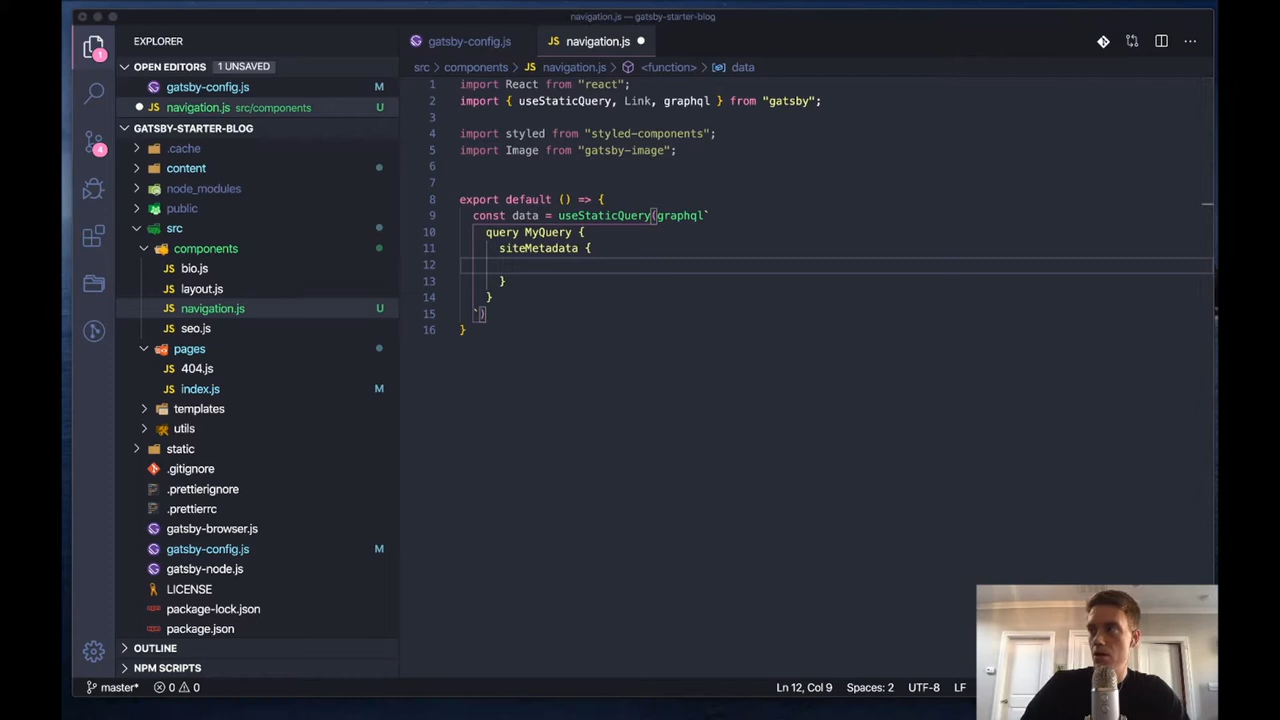 navigation.js — gatsby-starter-blog
EXPLORER
gatsby-config.js
JS navigation.js
1
OPEN EDITORS 1 UNSAVED
src components JS navigation.js <function> data
gatsby-config.js
navigation.js src/components U
GATSBY-STARTER-BLOG
.cache
4
content
node_modules
public
src
components
JS bio.js
JS layout.js
JS navigation.js U
JS seo.js
pages
JS 404.js
JS index.js M
templates
utils
static
.gitignore
.prettierignore
.prettierrc
gatsby-browser.js
gatsby-config.js M
gatsby-node.js
LICENSE
package-lock.json
package.json
OUTLINE
NPM SCRIPTS
1 import React from "react";
2 import { useStaticQuery, Link, graphql } from "gatsby";
3
4 import styled from "styled-components";
5 import Image from "gatsby-image";
6
7
8 export default () => {
9 const data = useStaticQuery(graphql`
10 query MyQuery {
11 siteMetadata {
12
13 }
14 }
15 `)
16 }
master* 0 0
Ln 12, Col 9 Spaces: 2 UTF-8 LF